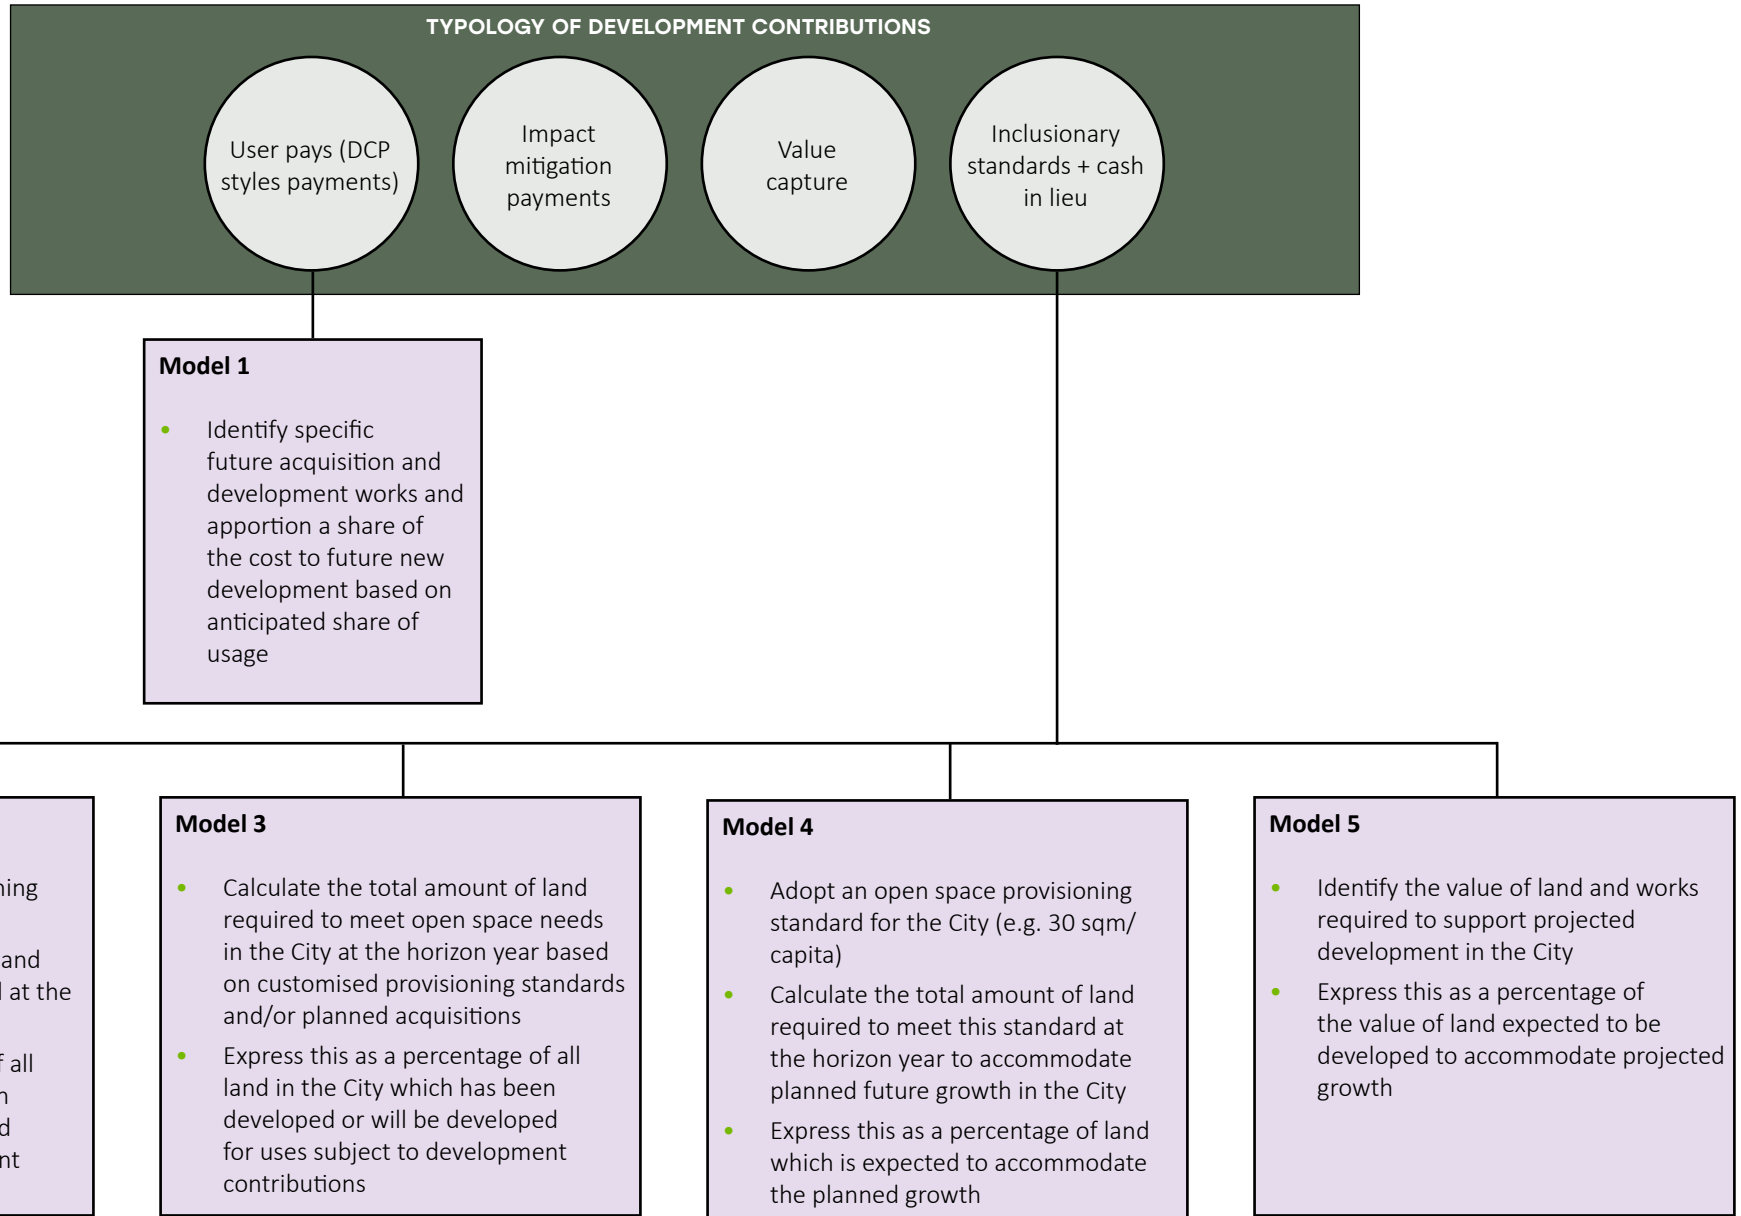 TYPOLOGY OF DEVELOPMENT CONTRIBUTIONS
User pays (DCP
styles payments)
Impact
mitigation
payments
Value
capture
Inclusionary
standards + cash
in lieu
Model 1
• Identify specific
future acquisition and
development works and
apportion a share of
the cost to future new
development based on
anticipated share of
usage
and
at the
all
Model 3
• Calculate the total amount of land
required to meet open space needs
in the City at the horizon year based
on customised provisioning standards
and/or planned acquisitions
• Express this as a percentage of all
land in the City which has been
developed or will be developed
for uses subject to development
contributions
Model 4
• Adopt an open space provisioning
standard for the City (e.g. 30 sqm/
capita)
• Calculate the total amount of land
required to meet this standard at
the horizon year to accommodate
planned future growth in the City
• Express this as a percentage of land
which is expected to accommodate
the planned growth
Model 5
• Identify the value of land and works
required to support projected
development in the City
• Express this as a percentage of
the value of land expected to be
developed to accommodate projected
growth